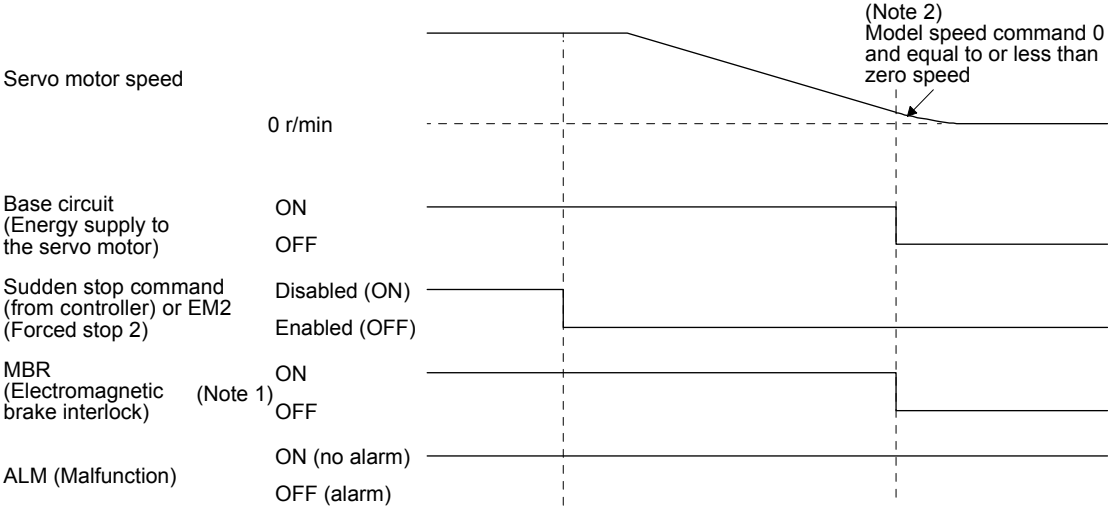 (Note 2)
Model speed command 0
and equal to or less than
zero speed
Servo motor speed
0 r/min
Base circuit
(Energy supply to
the servo motor)
ON
OFF
Sudden stop command
(from controller) or EM2
(Forced stop 2)
Disabled (ON)
Enabled (OFF)
MBR
(Electromagnetic
brake interlock)
(Note 1)
ON
OFF
ALM (Malfunction)
ON (no alarm)
OFF (alarm)